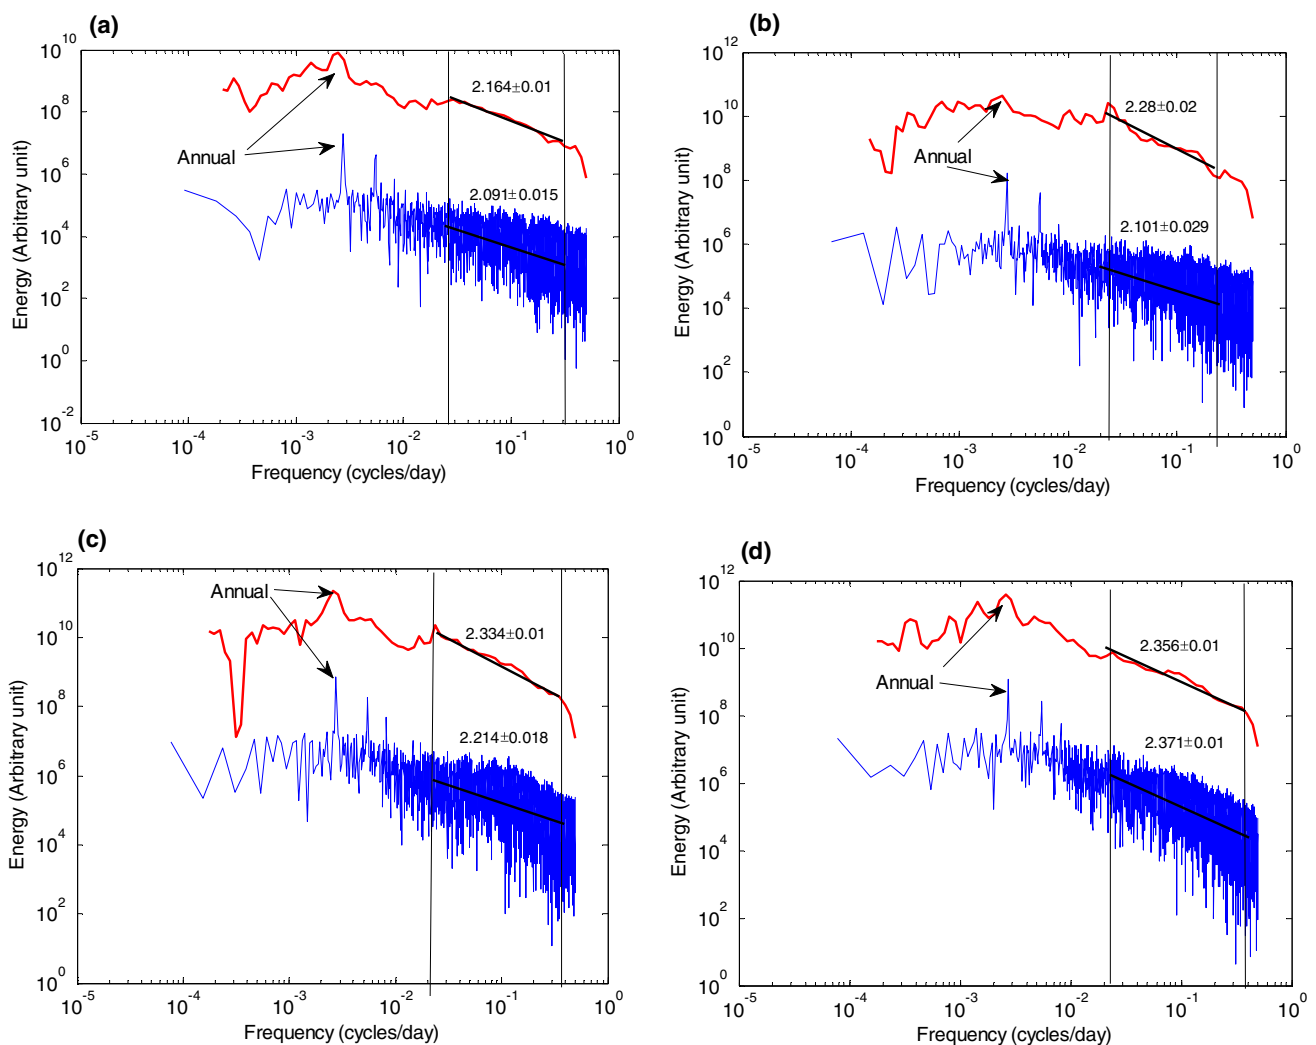 (a)
10^10
10^8
10^6
10^4
10^2
10^0
10^-2
Energy (Arbitrary unit)
2.164±0.01
Annual
2.091±0.015
10^-5 10^-4 10^-3 10^-2 10^-1 10^0
Frequency (cycles/day)
(b)
10^12
10^10
10^8
10^6
10^4
10^2
10^0
Energy (Arbitrary unit)
2.28±0.02
Annual
2.101±0.029
10^-5 10^-4 10^-3 10^-2 10^-1 10^0
Frequency (cycles/day)
(c)
10^12
10^10
10^8
10^6
10^4
10^2
10^0
Energy (Arbitrary unit)
Annual
2.334±0.01
2.214±0.018
10^-5 10^-4 10^-3 10^-2 10^-1 10^0
Frequency (cycles/day)
(d)
10^12
10^10
10^8
10^6
10^4
10^2
10^0
Energy (Arbitrary unit)
2.356±0.01
Annual
2.371±0.01
10^-5 10^-4 10^-3 10^-2 10^-1 10^0
Frequency (cycles/day)